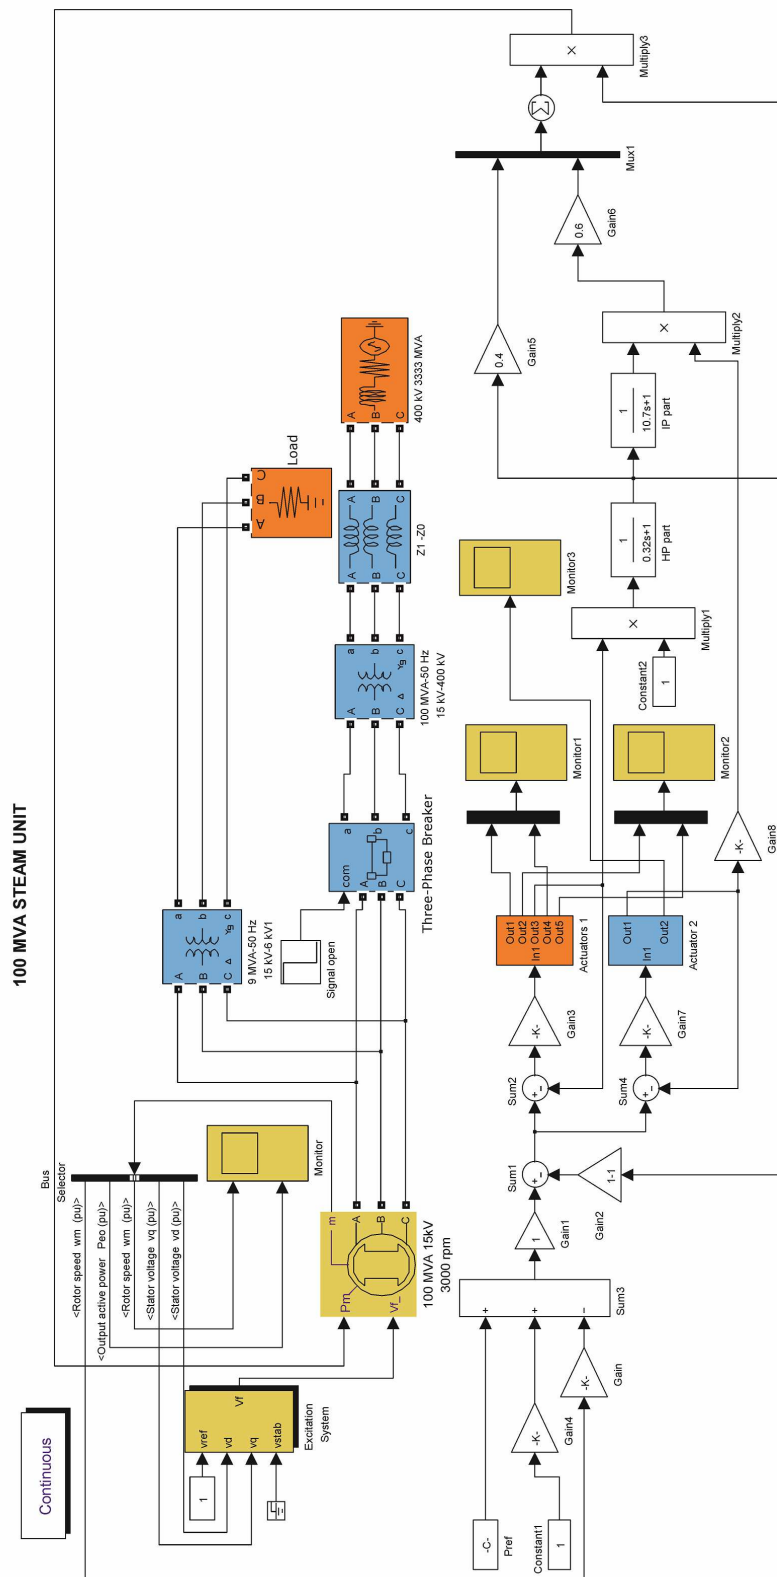 100 MVA STEAM UNIT
Continuous
Bus
Selector
<Rotor speed wm (pu)>
<Output active power Peo (pu)>
<Rotor speed wm (pu)>
<Stator voltage vq (pu)>
<Stator voltage vd (pu)>
Monitor
1
vref
vd
vq
vstab
Vf
Excitation
System
Pm
Vf_
m
A
B
C
100 MVA 15kV
3000 rpm
A
B
C
a
b
c
Δ
Yg
9 MVA-50 Hz
15 kV-6 kV1
Signal open
com
A
B
C
a
b
c
Three-Phase Breaker
A
B
C
a
b
c
Δ
Yg
100 MVA-50 Hz
15 kV-400 kV
A
B
C
Load
A
B
C
A
B
C
Z1 -Z0
A
B
C
400 kV 3333 MVA
-C-
Pref
1
Constant1
-K-
Gain4
-K-
Gain
+
+
-
Sum3
1
Gain1
1-1
Gain2
+
-
Sum1
+
-
Sum2
+
-
Sum4
-K-
Gain3
-K-
Gain7
In1
Out1
Out2
Out3
Out4
Out5
Actuators 1
In1
Out1
Out2
Actuator 2
Monitor1
Monitor2
Monitor3
-K-
Gain8
1
Constant2
×
Multiply1
1
0.32s+1
HP part
1
10.7s+1
IP part
×
Multiply2
0.4
Gain5
0.6
Gain6
Mux1
Σ
×
Multiply3